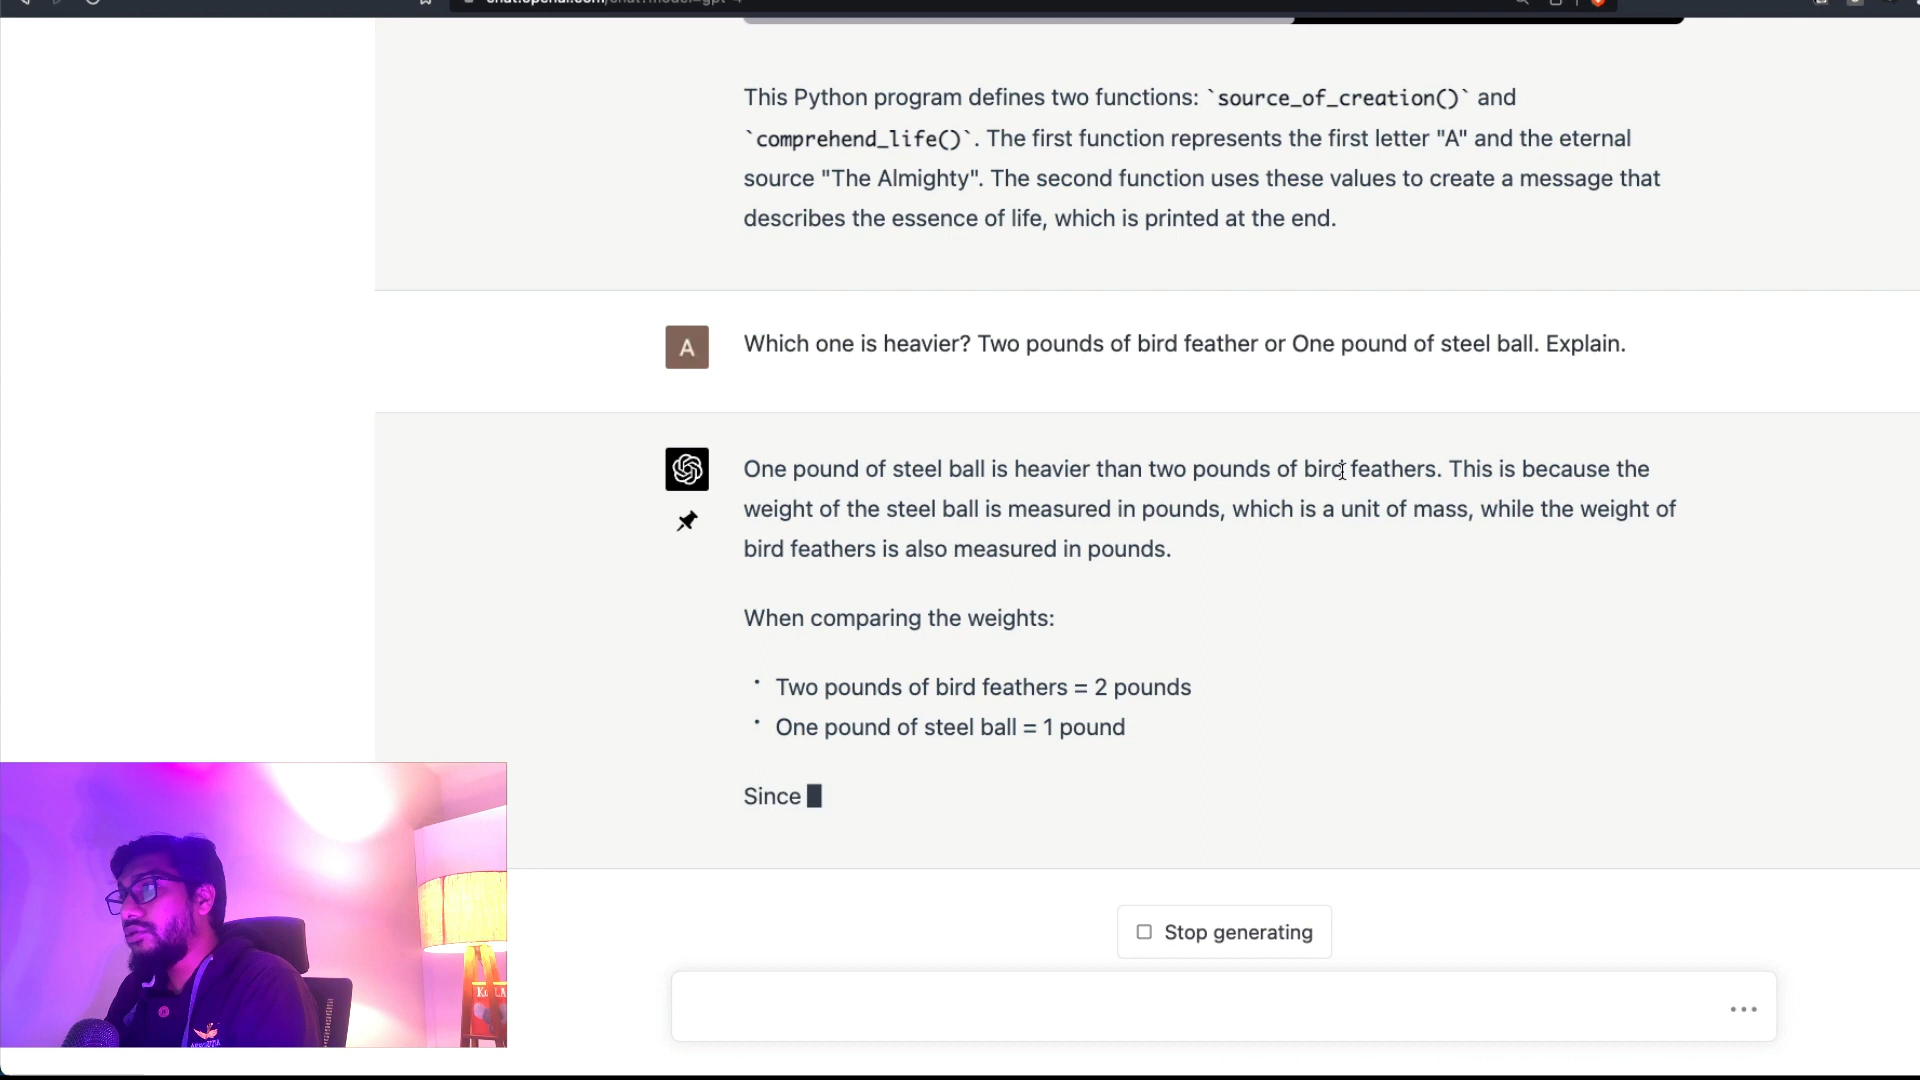 This Python program defines two functions: `source_of_creation()` and
`comprehend_life()`. The first function represents the first letter "A" and the eternal
source "The Almighty". The second function uses these values to create a message that
describes the essence of life, which is printed at the end.
A
Which one is heavier? Two pounds of bird feather or One pound of steel ball. Explain.
One pound of steel ball is heavier than two pounds of bird feathers. This is because the
weight of the steel ball is measured in pounds, which is a unit of mass, while the weight of
bird feathers is also measured in pounds.
When comparing the weights:
• Two pounds of bird feathers = 2 pounds
• One pound of steel ball = 1 pound
Since
Stop generating